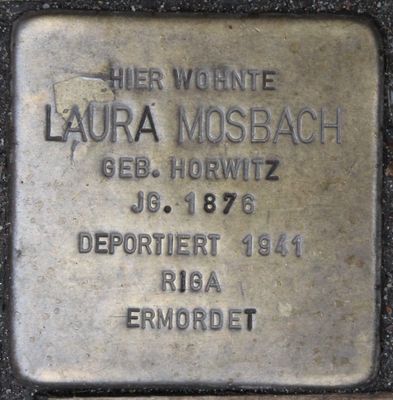 HIER WOHNTE
LAURA MOSBACH
GEB. HORWITZ
JG. 1876
DEPORTIERT 1941
RIGA
ERMORDET